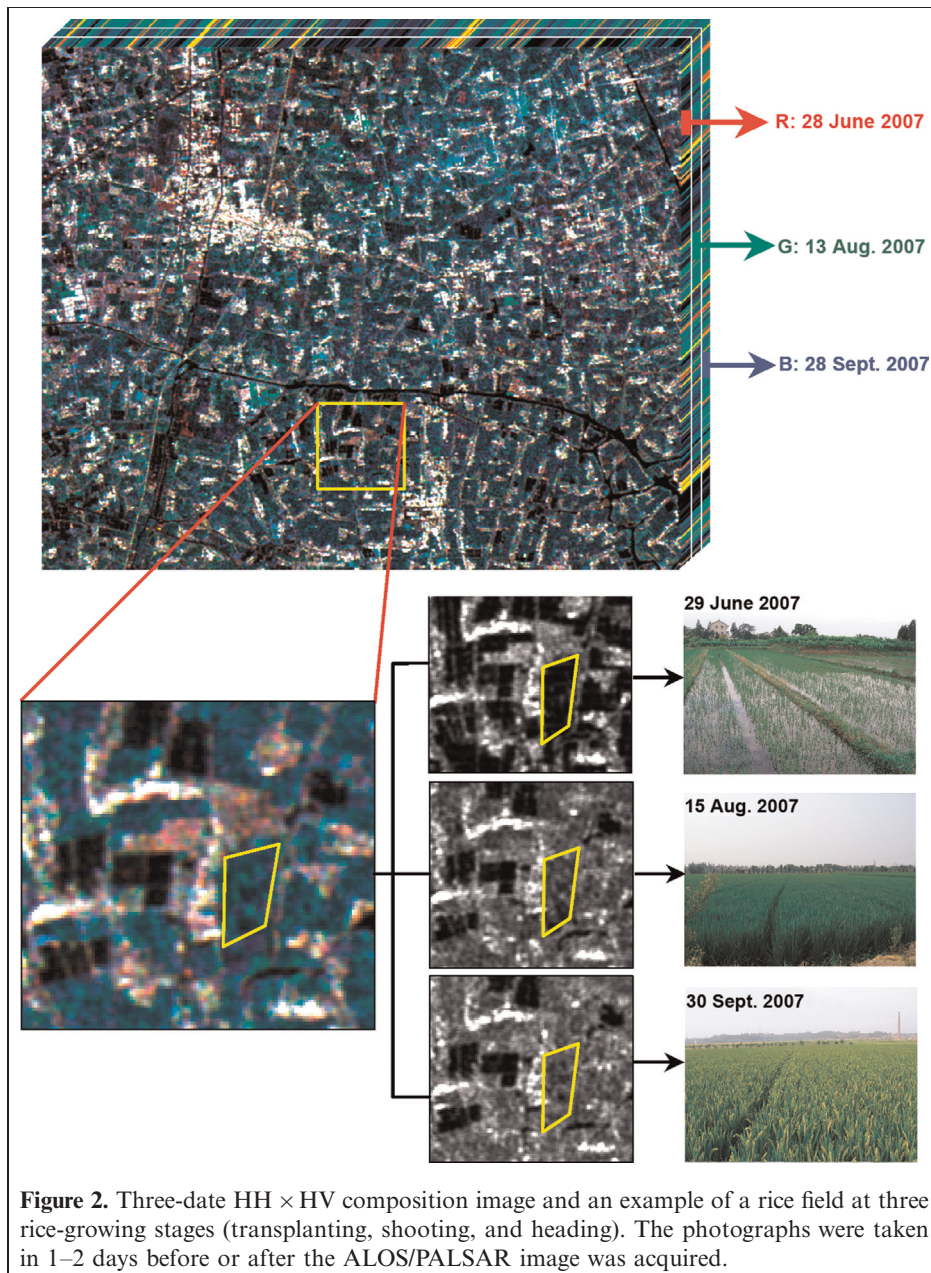 R: 28 June 2007
G: 13 Aug. 2007
B: 28 Sept. 2007
29 June 2007
15 Aug. 2007
30 Sept. 2007
Figure 2. Three-date HH × HV composition image and an example of a rice field at three
rice-growing stages (transplanting, shooting, and heading). The photographs were taken
in 1–2 days before or after the ALOS/PALSAR image was acquired.